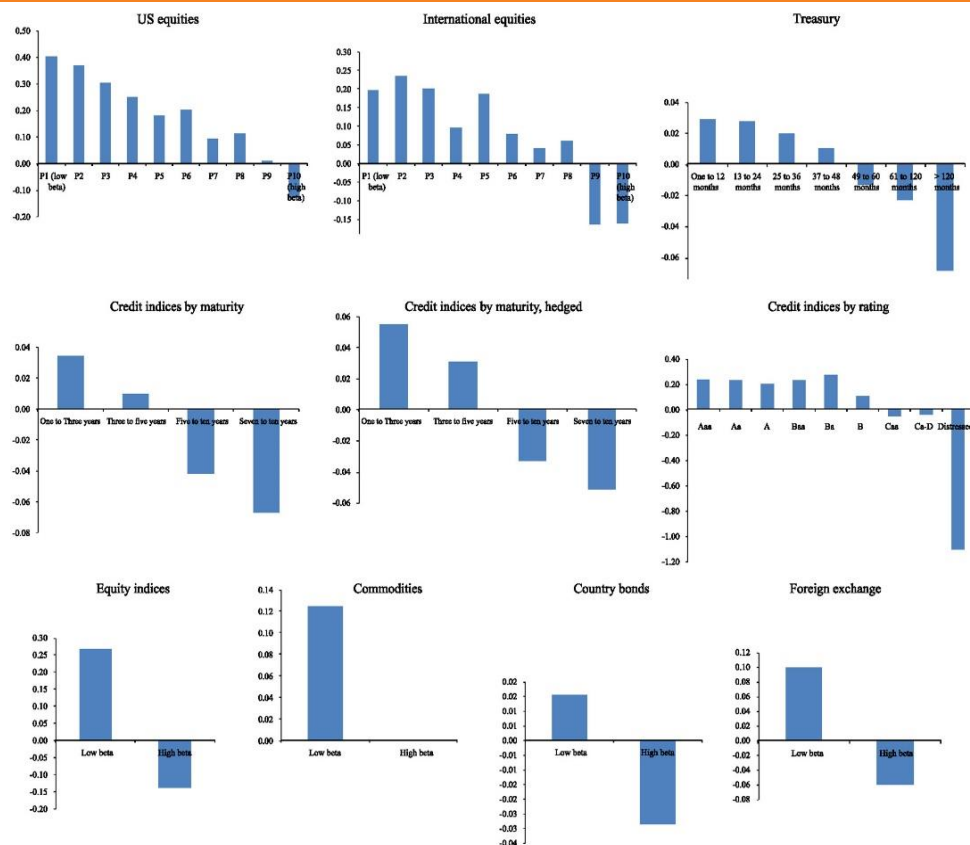 US equities
0.50
0.40
0.30
0.20
0.10
0.00
-0.10
-0.20
P1 (low beta)
P2
P3
P4
P5
P6
P7
P8
P9
P10 (high beta)
International equities
0.30
0.25
0.20
0.15
0.10
0.05
0.00
-0.05
-0.10
-0.15
P1 (low beta)
P2
P3
P4
P5
P6
P7
P8
P9
P10 (high beta)
Treasury
0.04
0.02
0.00
-0.02
-0.04
-0.06
One to 12 months
13 to 24 months
25 to 36 months
37 to 48 months
49 to 60 months
61 to 120 months
> 120 months
Credit indices by maturity
0.04
0.02
0.00
-0.02
-0.04
-0.06
-0.08
One to Three years
Three to five years
Five to ten years
Seven to ten years
Credit indices by maturity, hedged
0.06
0.04
0.02
0.00
-0.02
-0.04
-0.06
One to Three years
Three to five years
Five to ten years
Seven to ten years
Credit indices by rating
0.40
0.20
0.00
-0.20
-0.40
-0.60
-0.80
-1.00
-1.20
Aaa
Aa
A
Baa
Ba
B
Caa
Ca-D
Distressed
Equity indices
0.30
0.25
0.20
0.15
0.10
0.05
0.00
-0.05
-0.10
-0.15
-0.20
Low beta
High beta
Commodities
0.14
0.12
0.10
0.08
0.06
0.04
0.02
0.00
Low beta
High beta
Country bonds
0.02
0.02
0.01
0.01
0.00
-0.01
-0.01
-0.02
-0.02
-0.03
-0.03
-0.04
Low beta
High beta
Foreign exchange
0.12
0.10
0.08
0.06
0.04
0.02
0.00
-0.02
-0.04
-0.06
-0.08
Low beta
High beta